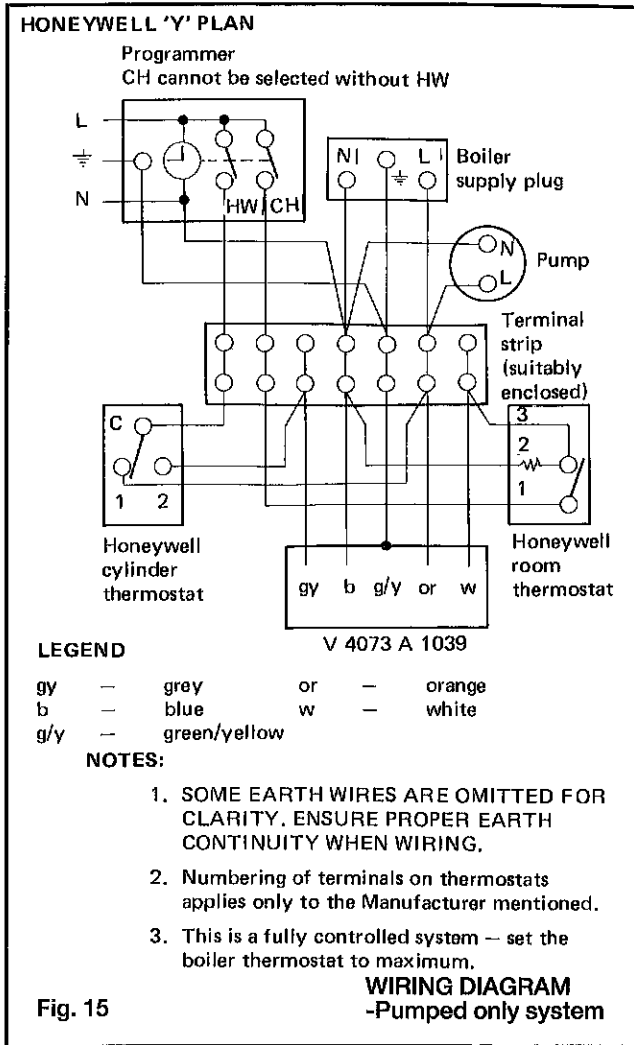 HONEYWELL 'Y' PLAN
Programmer
CH cannot be selected without HW
L
N
HW CH
N L
Boiler
supply plug
N
L
Pump
Terminal
strip
(suitably
enclosed)
C
1 2
Honeywell
cylinder
thermostat
3
2
1
Honeywell
room
thermostat
gy b g/y or w
V 4073 A 1039
LEGEND
gy — grey or — orange
b — blue w — white
g/y — green/yellow
NOTES:
1. SOME EARTH WIRES ARE OMITTED FOR
CLARITY. ENSURE PROPER EARTH
CONTINUITY WHEN WIRING.
2. Numbering of terminals on thermostats
applies only to the Manufacturer mentioned.
3. This is a fully controlled system — set the
boiler thermostat to maximum.
Fig. 15
WIRING DIAGRAM
-Pumped only system